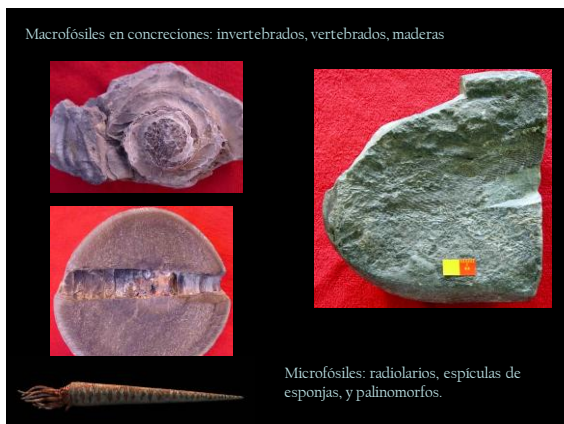 Macrofósiles en concreciones: invertebrados, vertebrados, maderas
Microfósiles: radiolarios, espículas de
esponjas, y palinomorfos.